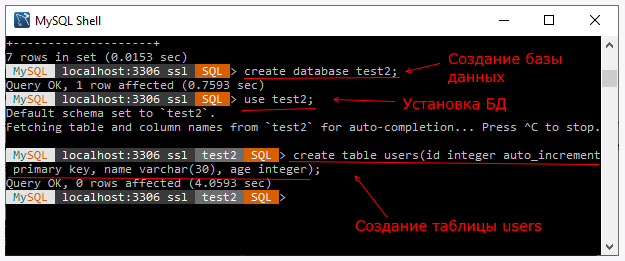 MySQL Shell
+--------------------+
7 rows in set (0.0153 sec)
MySQL localhost:3306 ssl SQL > create database test2;
Query OK, 1 row affected (0.7593 sec)
MySQL localhost:3306 ssl SQL > use test2;
Default schema set to `test2`.
Fetching table and column names from `test2` for auto-completion... Press ^C to stop.
MySQL localhost:3306 ssl test2 SQL > create table users(id integer auto_increment
primary key, name varchar(30), age integer);
Query OK, 0 rows affected (4.0593 sec)
MySQL localhost:3306 ssl test2 SQL >
Создание базы
данных
Установка БД
Создание таблицы users